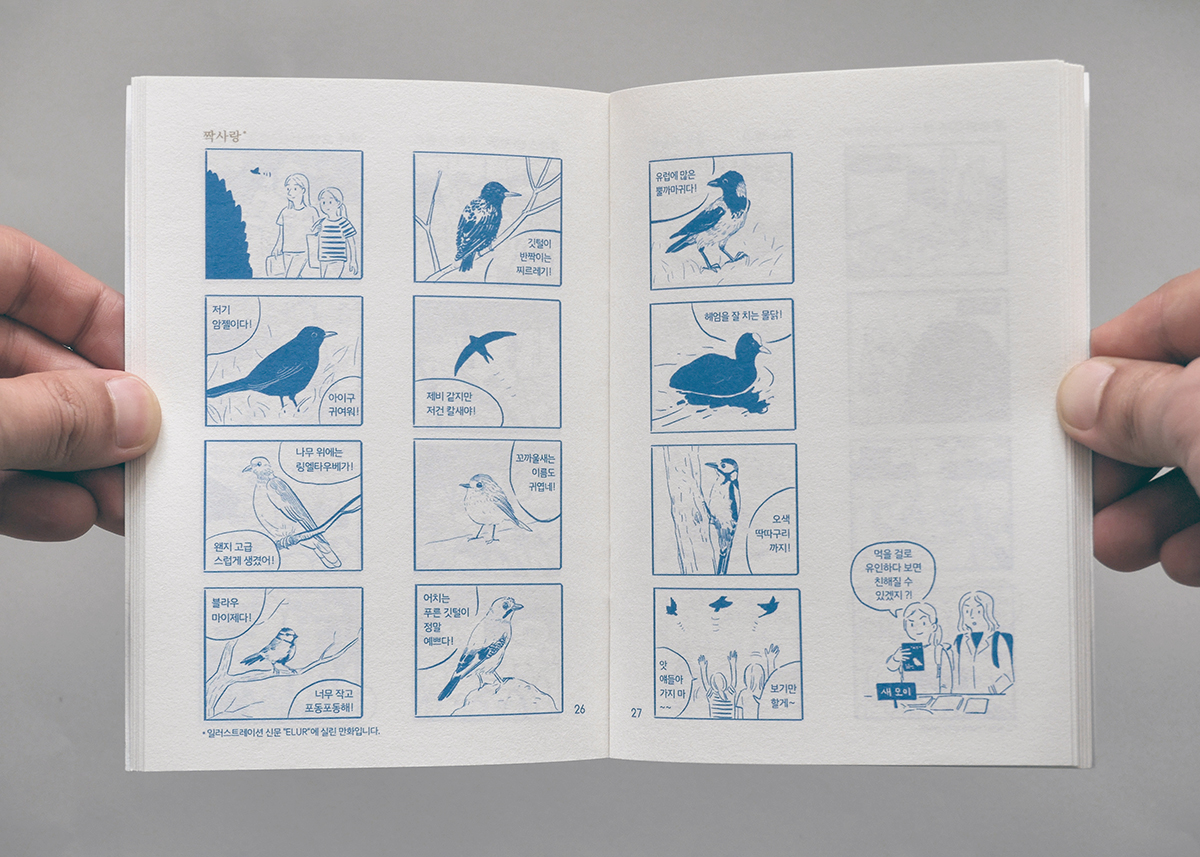 짝사랑*
저기
암젤이다!
아이구
귀여워!
나무 위에는
링엘타우베가!
왠지 고급
스럽게 생겼어!
블라우
마이제다!
너무 작고
포동포동해!
* 일러스트레이션 신문 "ELUR"에 실린 만화입니다.
깃털이
반짝이는
찌르레기!
제비 같지만
저건 칼새야!
꼬까울새는
이름도
귀엽네!
어치는
푸른 깃털이
정말
예쁘다!
26
유럽에 많은
뿔까마귀다!
헤엄을 잘 치는 물닭!
오색
딱따구리
까지!
앗
얘들아
가지 마
~~
보기만
할게~
27
먹을 걸로
유인하다 보면
친해질 수
있겠지?!
새 모이